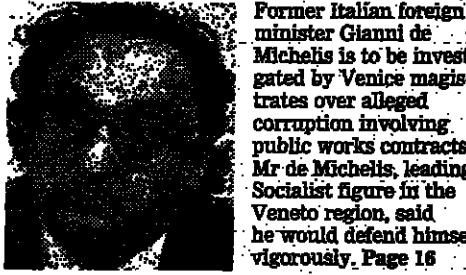 Former Italian foreign
minister Gianni de
Michelis is to be invest
gated by Venice magis
trates over alleged
corruption involving
public works contracts
Mr de Michelis, leading
Socialist figure in the
Veneto region, said
he would defend himse
vigorously. Page 16